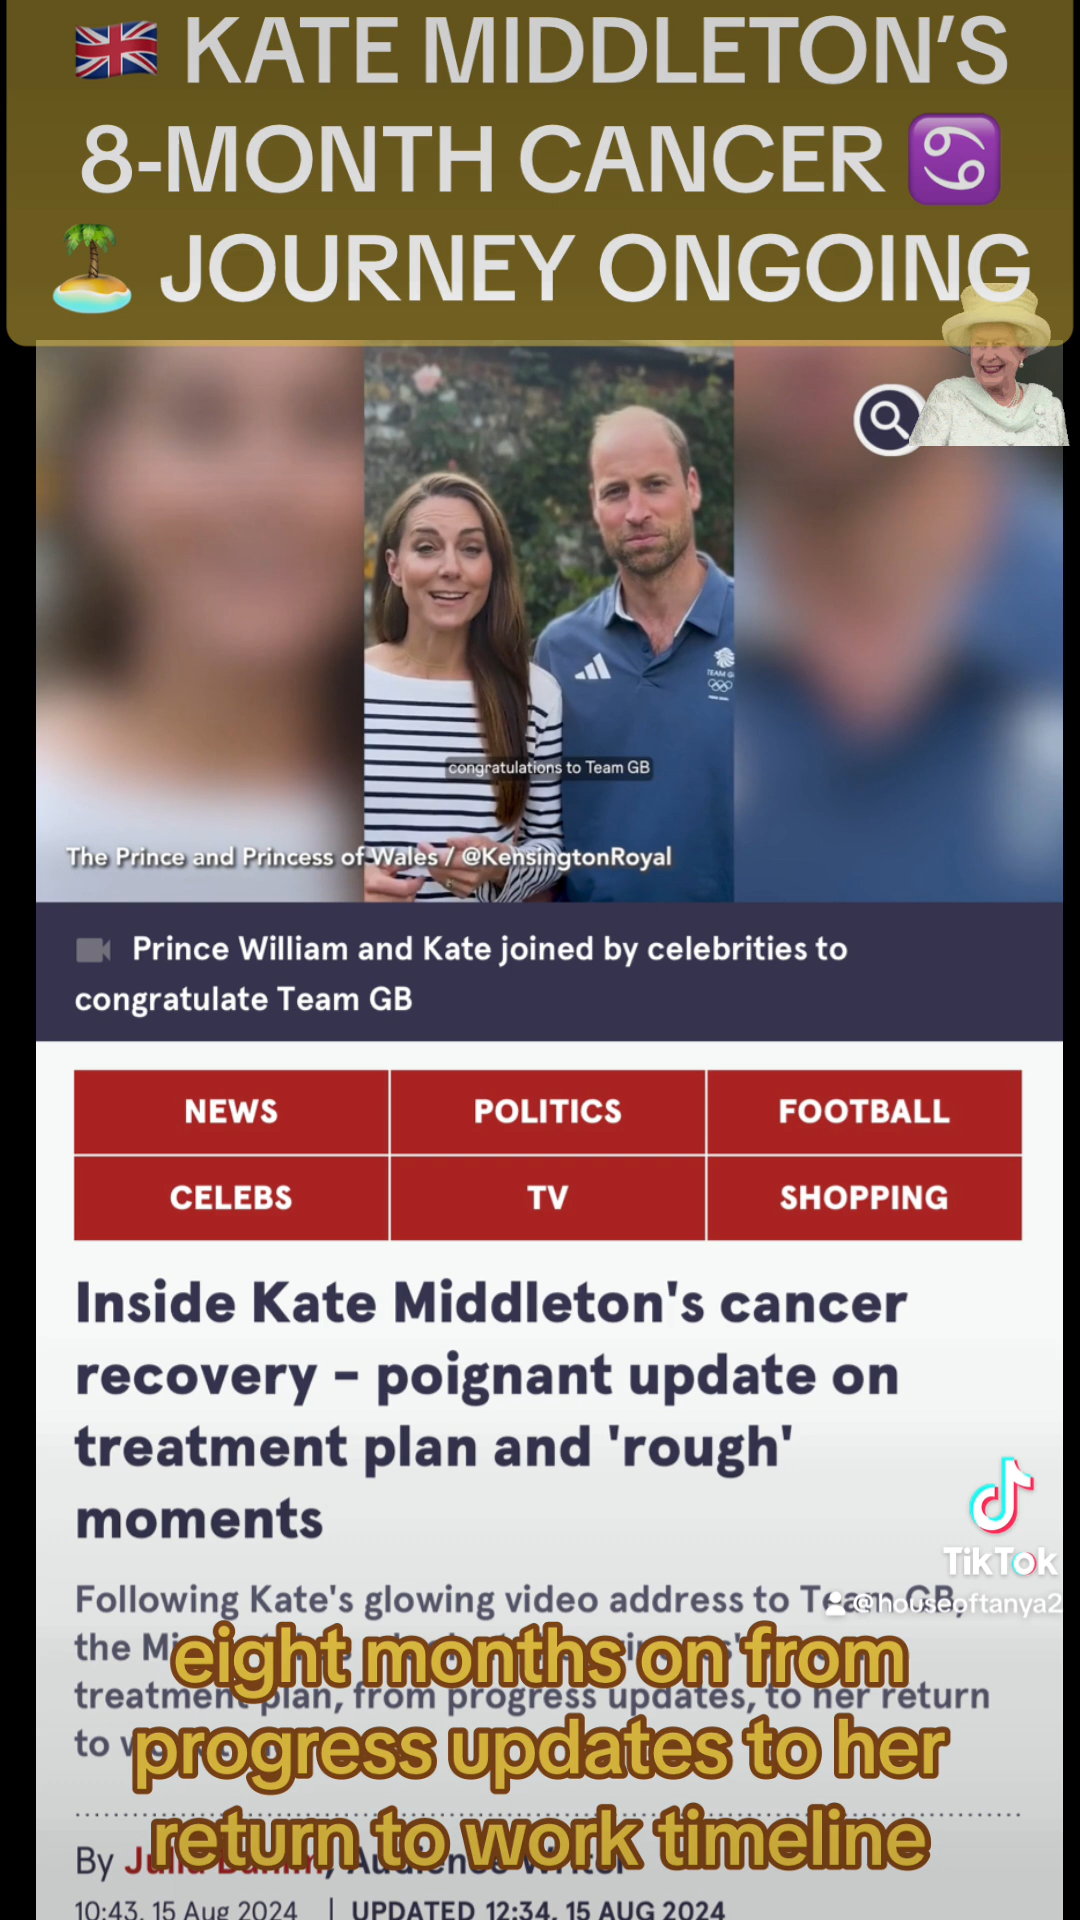 KATE MIDDLETON'S
8-MONTH CANCER ♋
JOURNEY ONGOING
TEAM
congratulations to Team GB
The Prince and Princess of Wales / @KensingtonRoyal
Prince William and Kate joined by celebrities to
congratulate Team GB
NEWS POLITICS FOOTBALL
CELEBS TV SHOPPING
Inside Kate Middleton's cancer
recovery – poignant update on
treatment plan and 'rough'
moments
TikTok
@houseoftanya2
Following Kate's glowing video address to Team GB,
the
treatment plan, from progress updates, to her return
to
eight months on from
progress updates to her
return to work timeline
By
10:43, 15 Aug 2024 | UPDATED 12:34, 15 AUG 2024